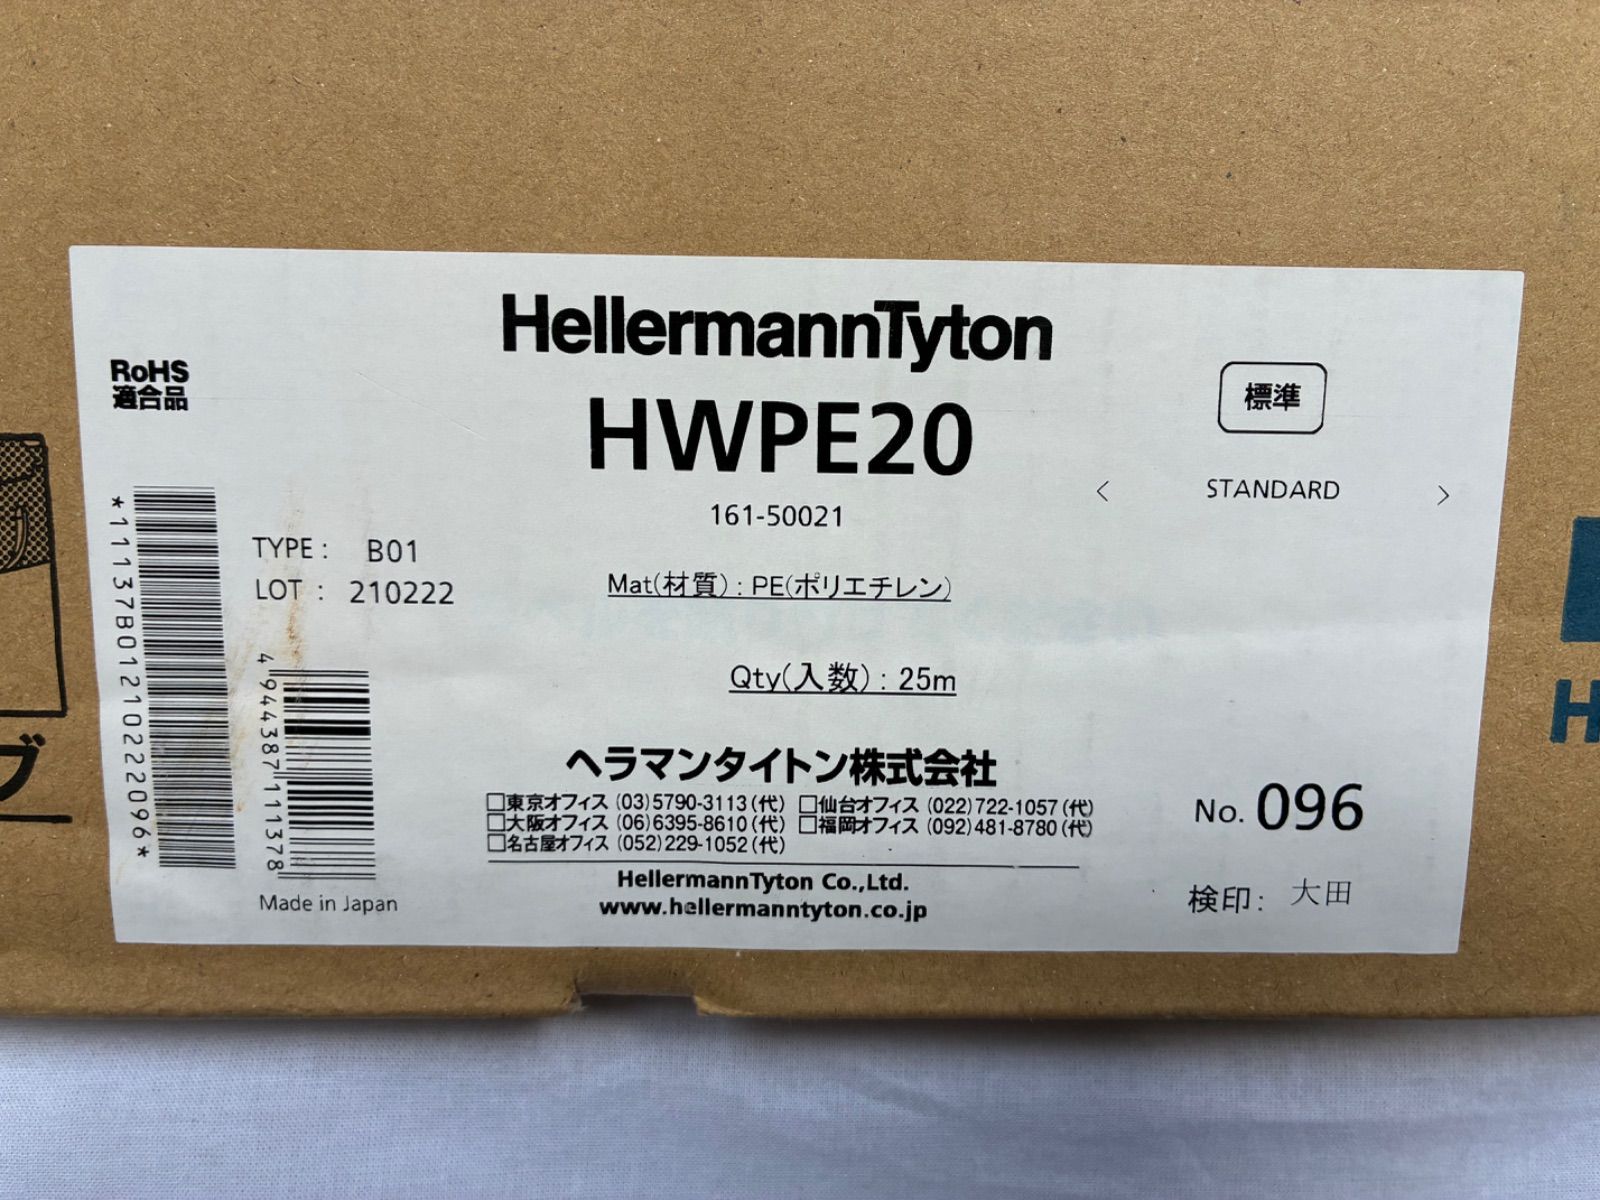 HellermannTyton
HWPE20
161-50021
RoHS
適合品
標準
< STANDARD >
TYPE : B01
LOT : 210222
Mat(材質) : PE(ポリエチレン)
Qty(入数) : 25m
*11137B01210222096*
4944387111378
Made in Japan
ヘラマンタイトン株式会社
□東京オフィス (03)5790-3113(代) □仙台オフィス (022)722-1057(代)
□大阪オフィス (06)6395-8610(代) □福岡オフィス (092)481-8780(代)
□名古屋オフィス (052)229-1052(代)
HellermannTyton Co.,Ltd.
www.hellermanntyton.co.jp
No. 096
検印: 大田
ブ
H